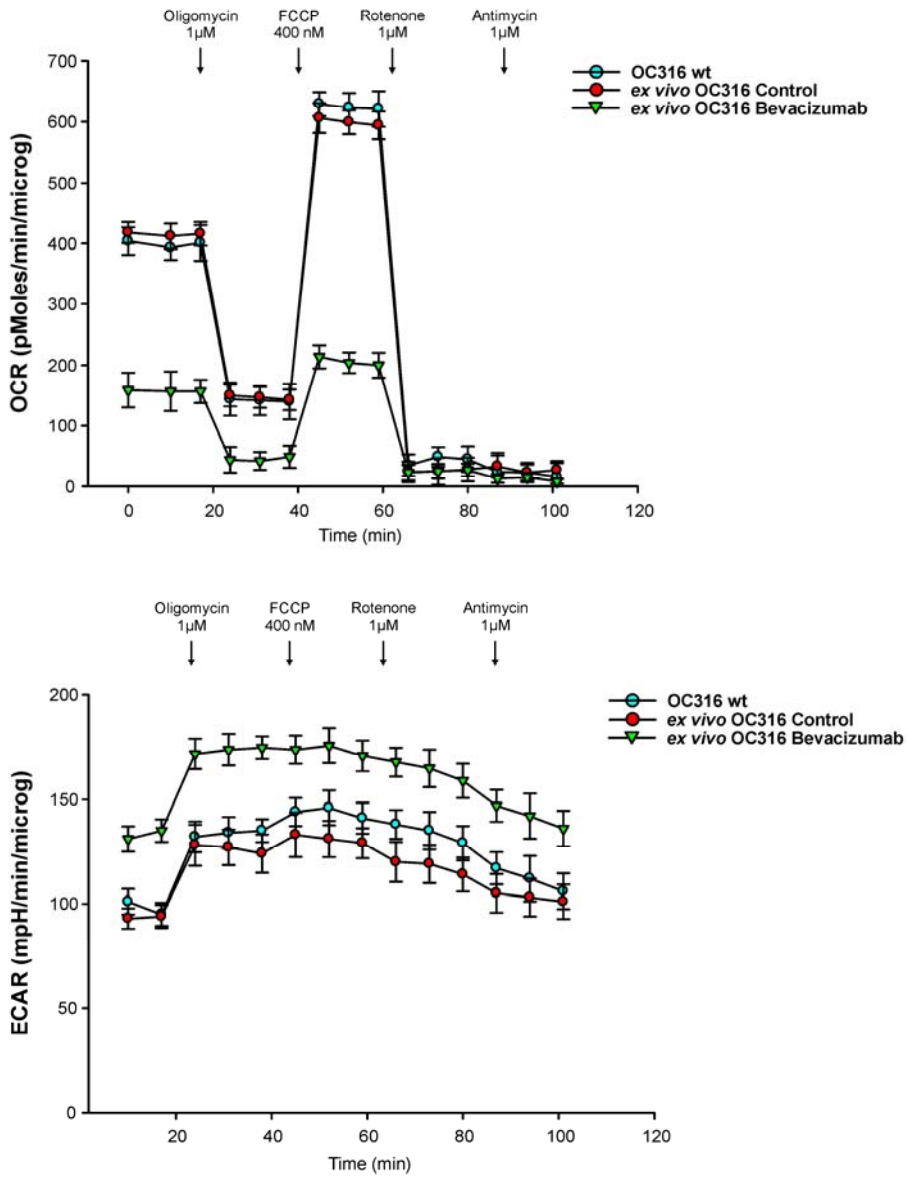 Oligomycin FCCP Rotenone Antimycin
1µM 400 nM 1µM 1µM
OC316 wt
ex vivo OC316 Control
ex vivo OC316 Bevacizumab
OCR (pMoles/min/microg)
700
600
500
400
300
200
100
0
0 20 40 60 80 100 120
Time (min)
Oligomycin FCCP Rotenone Antimycin
1µM 400 nM 1µM 1µM
OC316 wt
ex vivo OC316 Control
ex vivo OC316 Bevacizumab
ECAR (mpH/min/microg)
200
150
100
50
0
20 40 60 80 100 120
Time (min)